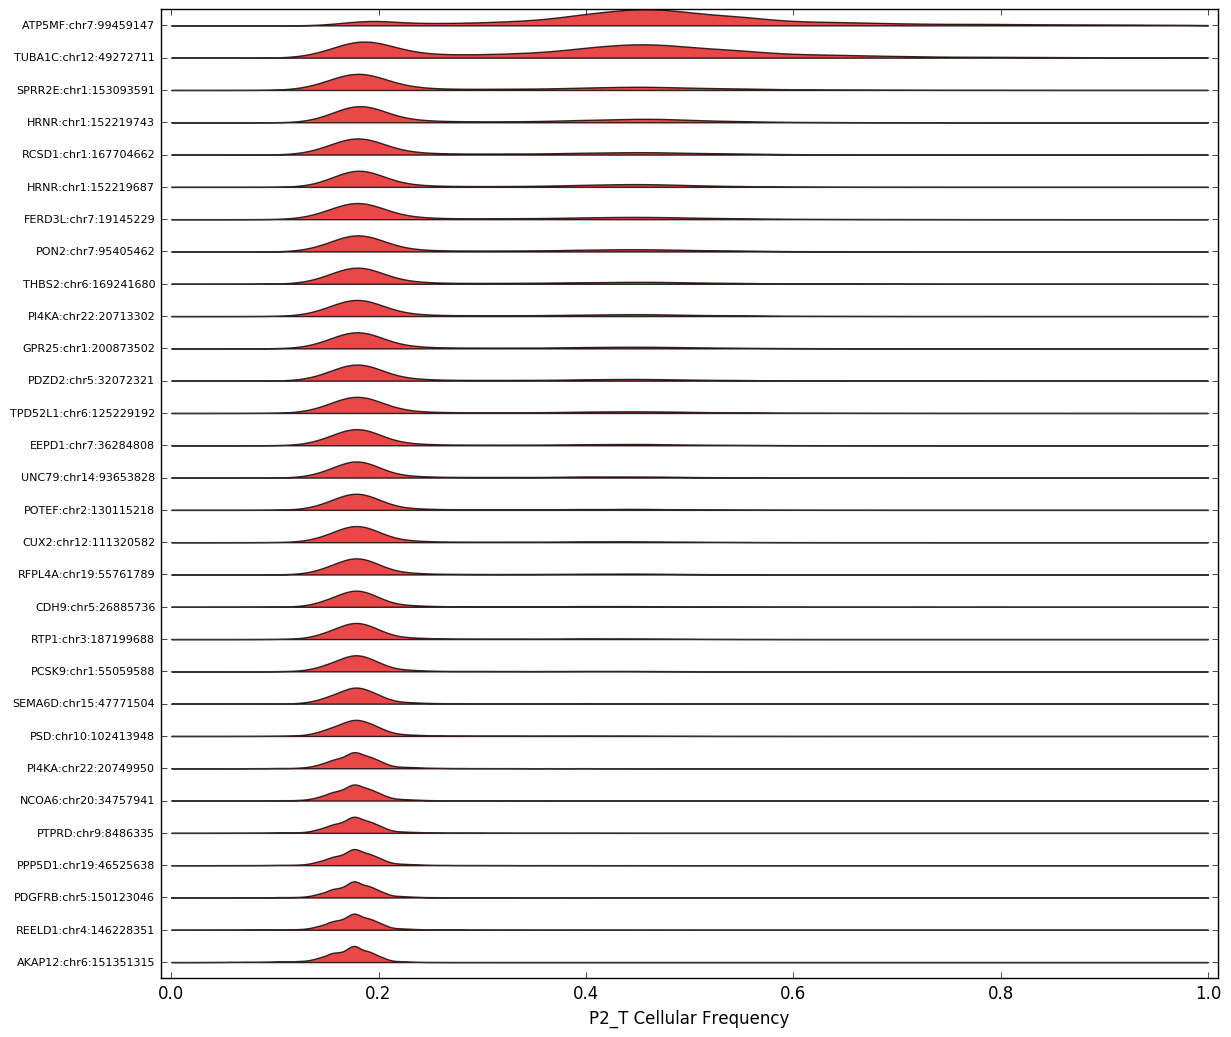 ATP5MF:chr7:99459147
TUBA1C:chr12:49272711
SPRR2E:chr1:153093591
HRNR:chr1:152219743
RCSD1:chr1:167704662
HRNR:chr1:152219687
FERD3L:chr7:19145229
PON2:chr7:95405462
THBS2:chr6:169241680
PI4KA:chr22:20713302
GPR25:chr1:200873502
PDZD2:chr5:32072321
TPD52L1:chr6:125229192
EEPD1:chr7:36284808
UNC79:chr14:93653828
POTEF:chr2:130115218
CUX2:chr12:111320582
RFPL4A:chr19:55761789
CDH9:chr5:26885736
RTP1:chr3:187199688
PCSK9:chr1:55059588
SEMA6D:chr15:47771504
PSD:chr10:102413948
PI4KA:chr22:20749950
NCOA6:chr20:34757941
PTPRD:chr9:8486335
PPP5D1:chr19:46525638
PDGFRB:chr5:150123046
REELD1:chr4:146228351
AKAP12:chr6:151351315
0.0 0.2 0.4 0.6 0.8 1.0
P2_T Cellular Frequency